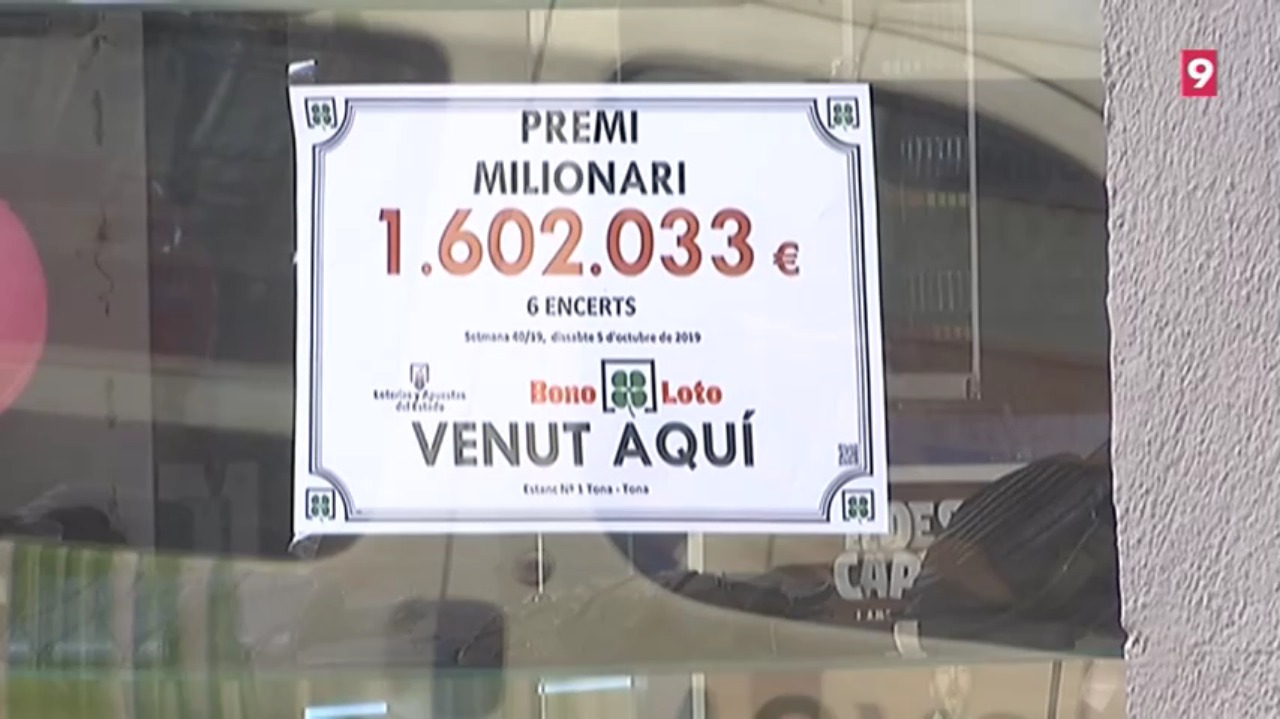 9
PREMI
MILIONARI
1.602.033 €
6 ENCERTS
Setmana 40/19, dissabte 5 d'octubre de 2019
Loterías y Apuestas
del Estado
Bono Loto
VENUT AQUÍ
Estanc Nº 1 Tona - Tona
CAP